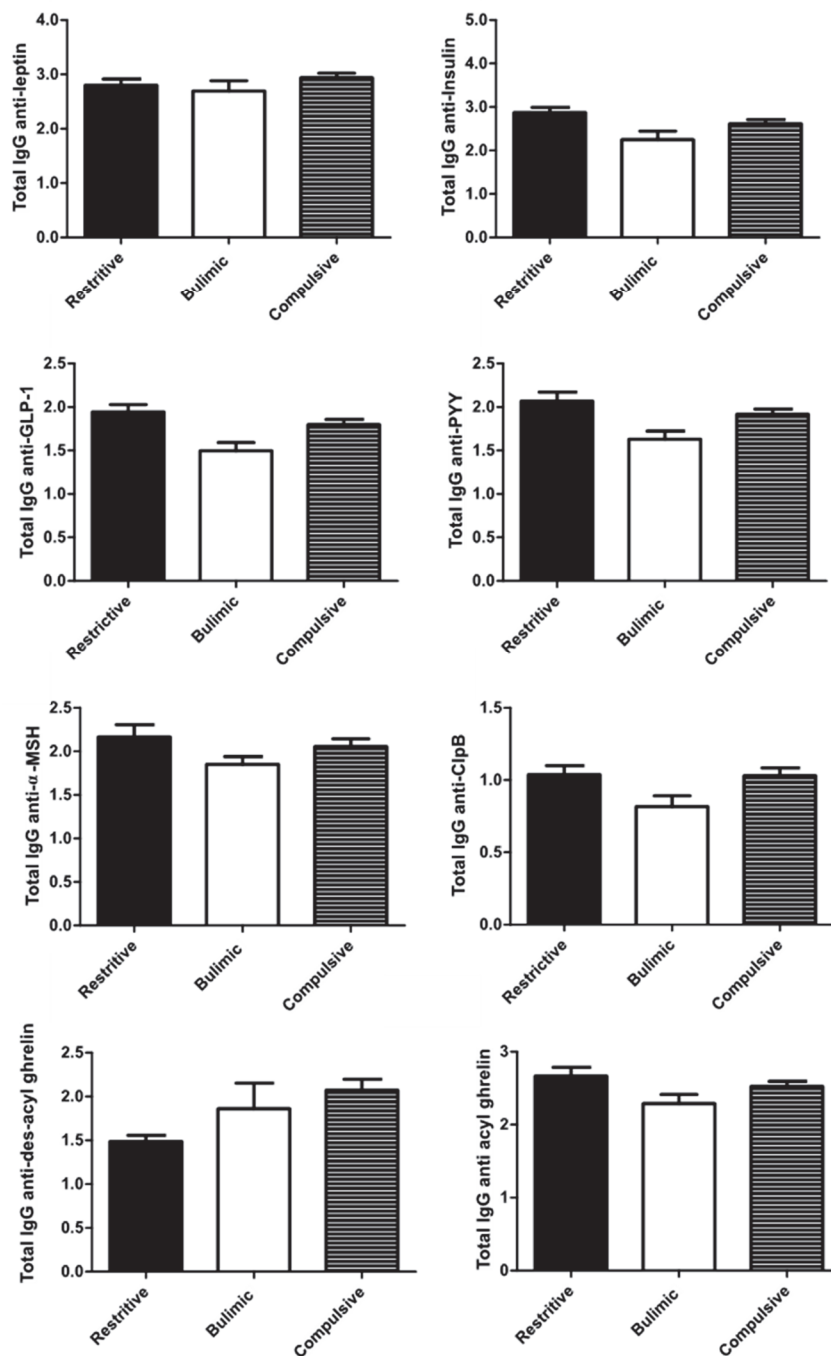 Total IgG anti-leptin
4.0
3.0
2.0
1.0
0.0
Restritive
Bulimic
Compulsive
Total IgG anti-Insulin
5.0
4.0
3.0
2.0
1.0
0.0
Restritive
Bulimic
Compulsive
Total IgG anti-GLP-1
2.5
2.0
1.5
1.0
0.5
0.0
Restrictive
Bulimic
Compulsive
Total IgG anti-PYY
2.5
2.0
1.5
1.0
0.5
0.0
Restritive
Bulimic
Compulsive
Total IgG anti-α-MSH
2.5
2.0
1.5
1.0
0.5
0.0
Restritive
Bulimic
Compulsive
Total IgG anti-ClpB
1.5
1.0
0.5
0.0
Restrictive
Bulimic
Compulsive
Total IgG anti-des-acyl ghrelin
2.5
2.0
1.5
1.0
0.5
0.0
Restritive
Bulimic
Compulsive
Total IgG anti acyl ghrelin
3
2
1
0
Restritive
Bulimic
Compulsive